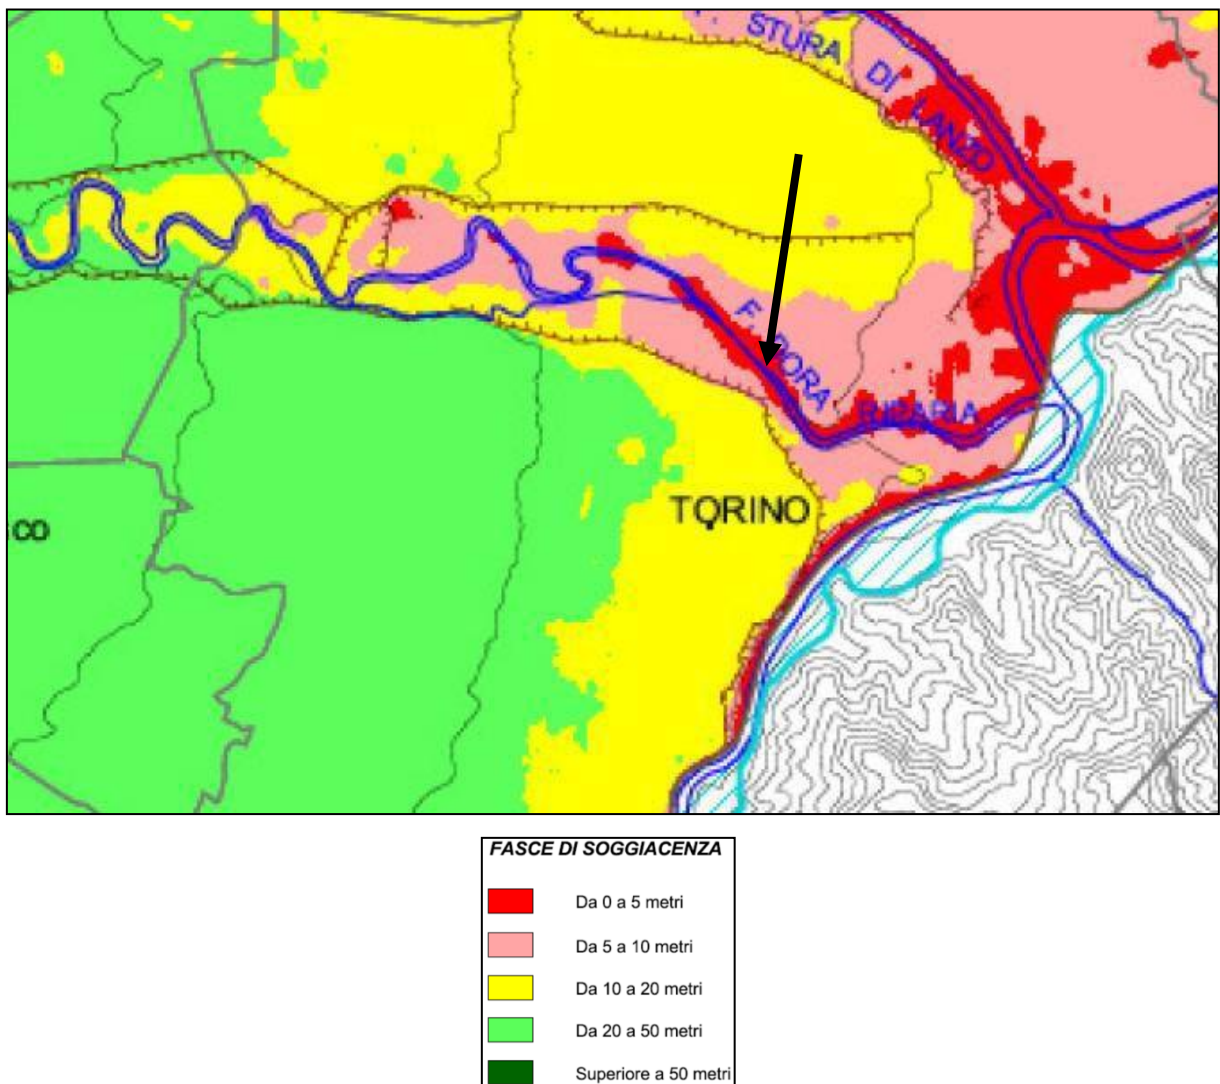 F. STURA DI LANZO
F. DORA RIPARIA
TORINO
CO
FASCE DI SOGGIACENZA
Da 0 a 5 metri
Da 5 a 10 metri
Da 10 a 20 metri
Da 20 a 50 metri
Superiore a 50 metri